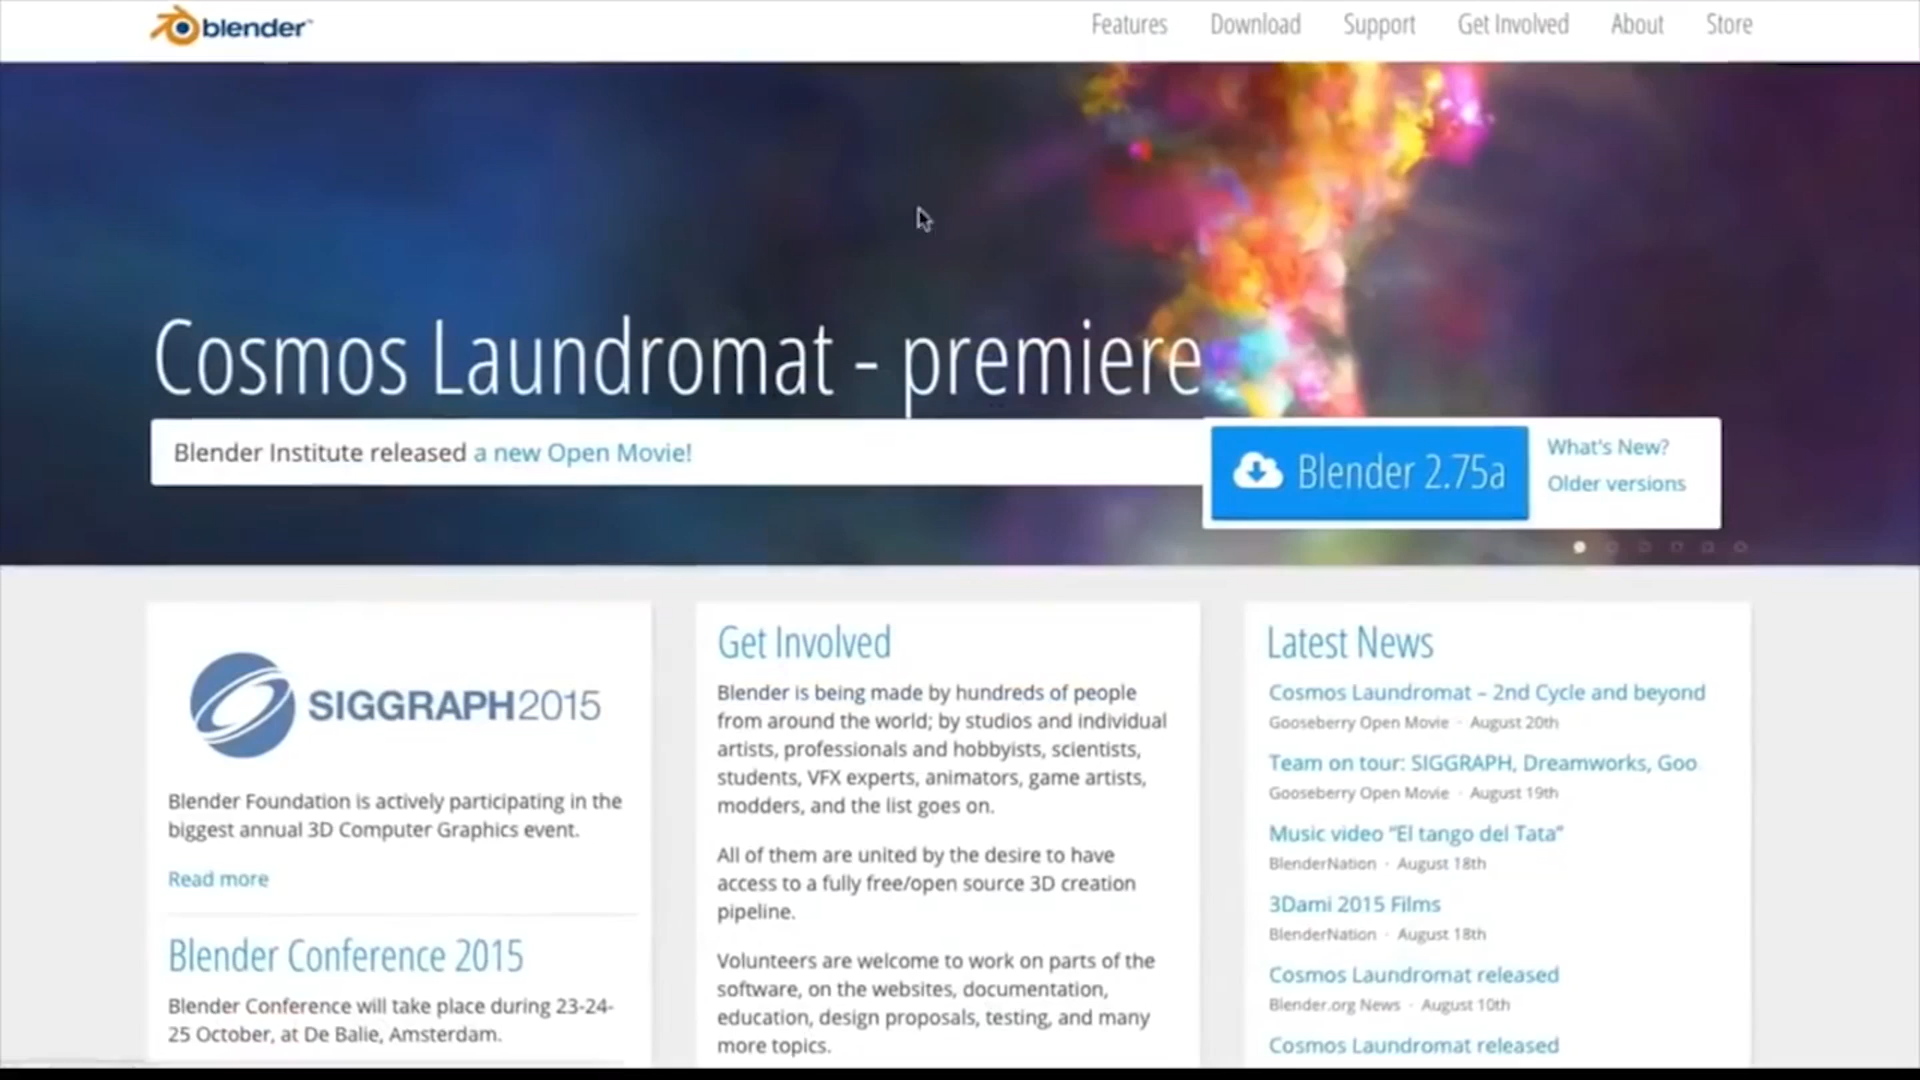 blender
Features Download Support Get Involved About Store
Cosmos Laundromat - premiere
Blender Institute released a new Open Movie!
Blender 2.75a
What's New?
Older versions
SIGGRAPH2015
Blender Foundation is actively participating in the
biggest annual 3D Computer Graphics event.
Read more
Blender Conference 2015
Blender Conference will take place during 23-24-
25 October, at De Balie, Amsterdam.
Get Involved
Blender is being made by hundreds of people
from around the world; by studios and individual
artists, professionals and hobbyists, scientists,
students, VFX experts, animators, game artists,
modders, and the list goes on.
All of them are united by the desire to have
access to a fully free/open source 3D creation
pipeline.
Volunteers are welcome to work on parts of the
software, on the websites, documentation,
education, design proposals, testing, and many
more topics.
Latest News
Cosmos Laundromat – 2nd Cycle and beyond
Gooseberry Open Movie · August 20th
Team on tour: SIGGRAPH, Dreamworks, Goo
Gooseberry Open Movie · August 19th
Music video “El tango del Tata”
BlenderNation · August 18th
3Dami 2015 Films
BlenderNation · August 18th
Cosmos Laundromat released
Blender.org News · August 10th
Cosmos Laundromat released